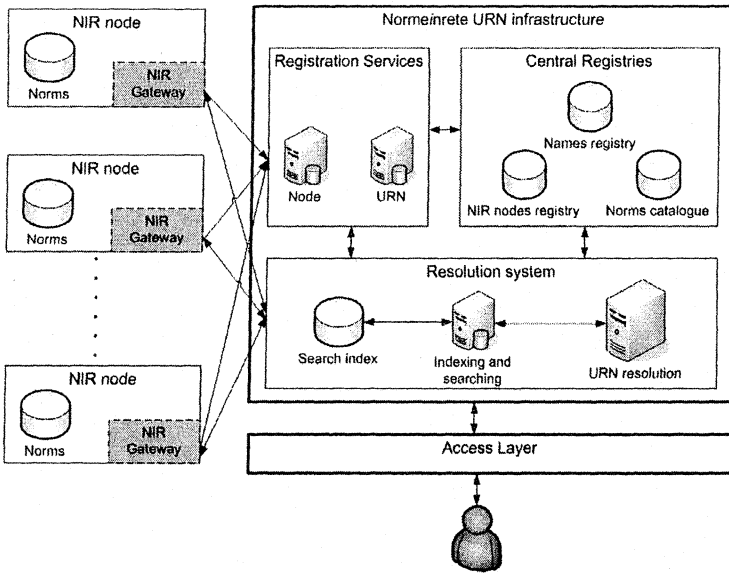 NIR node
NIR
Gateway
Norms
NIR node
NIR
Gateway
Norms
NIR node
NIR
Gateway
Norms
Normeinrete URN infrastructure
Registration Services
Node
URN
Central Registries
Names registry
NIR nodes registry
Norms catalogue
Resolution system
Search index
Indexing and
searching
URN resolution
Access Layer